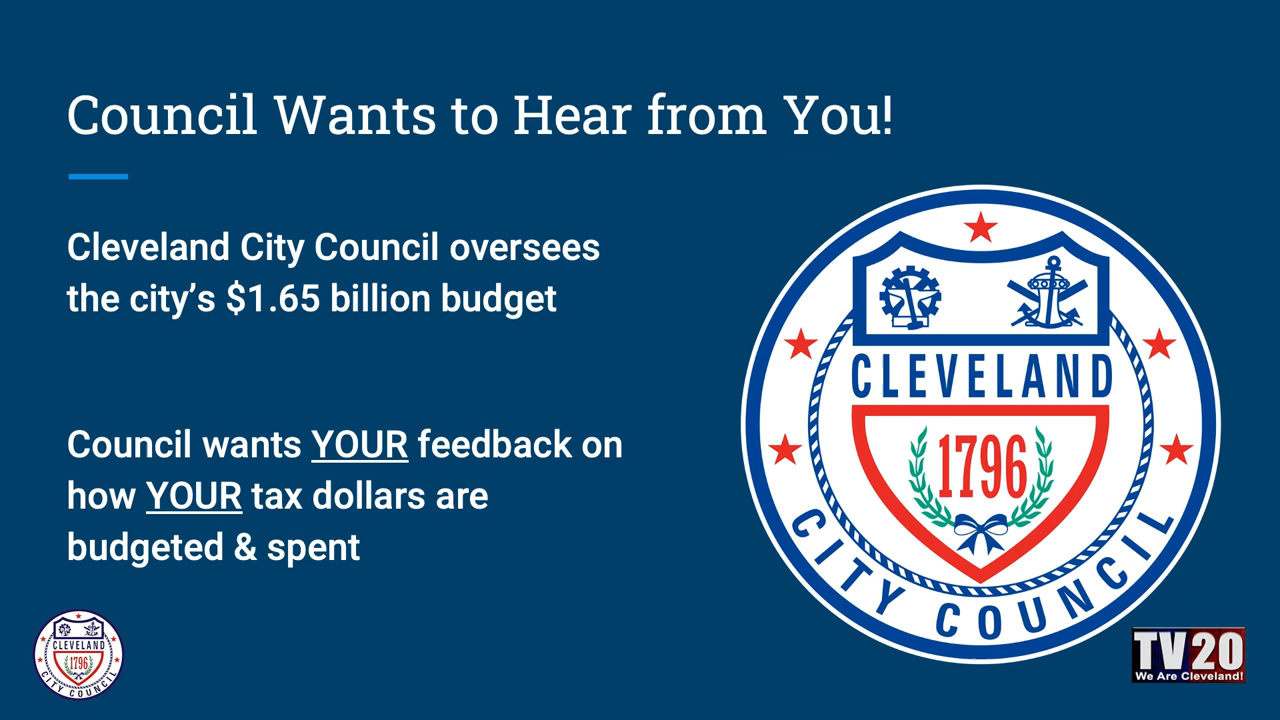 Council Wants to Hear from You!
Cleveland City Council oversees
the city’s $1.65 billion budget
Council wants YOUR feedback on
how YOUR tax dollars are
budgeted & spent
CLEVELAND
1796
CITY COUNCIL
CLEVELAND
1796
CITY COUNCIL
TV20
We Are Cleveland!